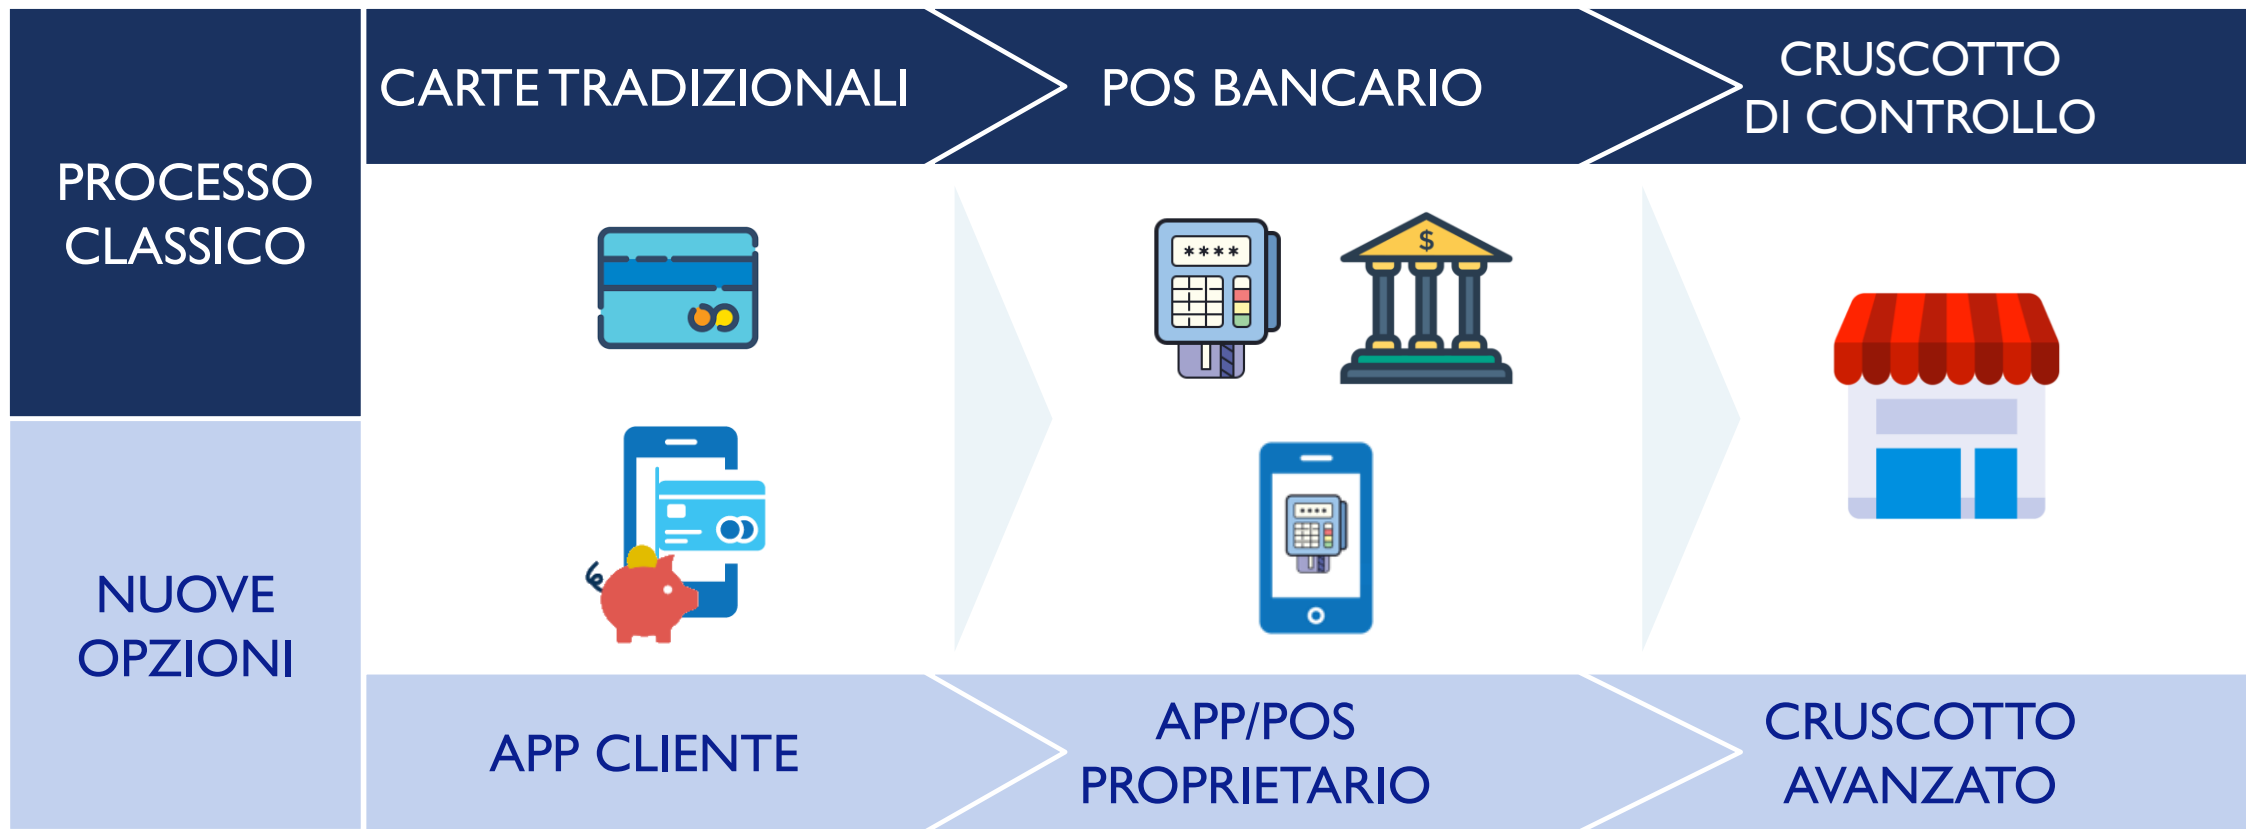 PROCESSO
CLASSICO
CARTE TRADIZIONALI
POS BANCARIO
CRUSCOTTO
DI CONTROLLO
****
$
****
NUOVE
OPZIONI
APP CLIENTE
APP/POS
PROPRIETARIO
CRUSCOTTO
AVANZATO